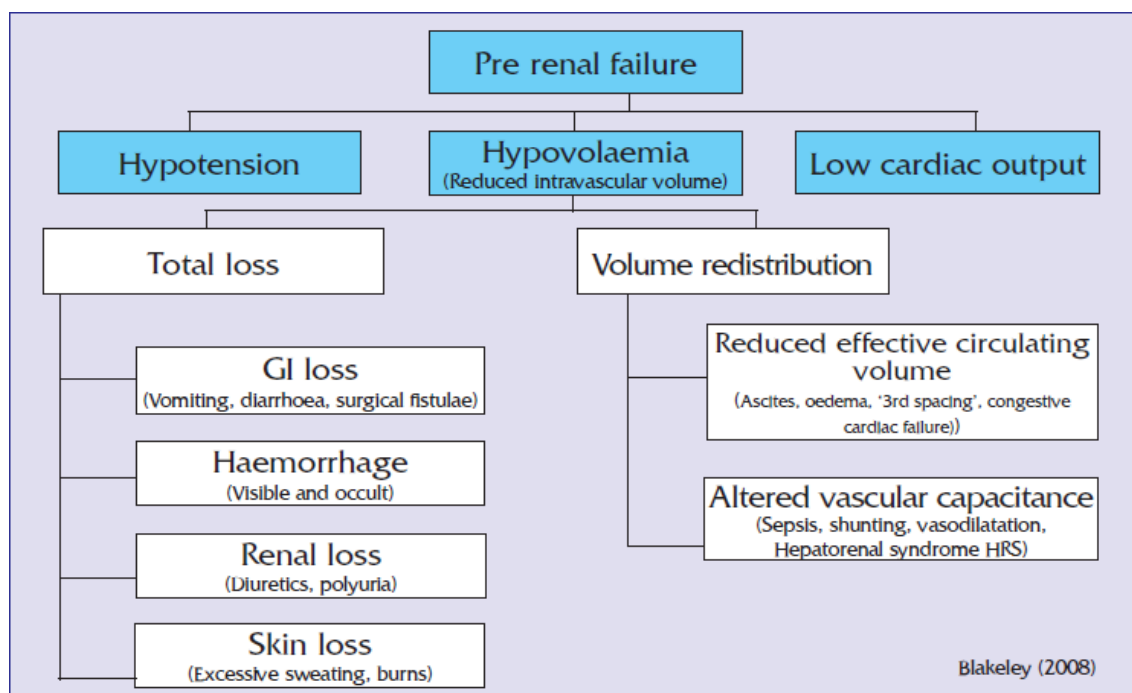 Pre renal failure
Hypotension
Hypovolaemia
(Reduced intravascular volume)
Low cardiac output
Total loss
Volume redistribution
GI loss
(Vomiting, diarrhoea, surgical fistulae)
Haemorrhage
(Visible and occult)
Renal loss
(Diuretics, polyuria)
Skin loss
(Excessive sweating, burns)
Reduced effective circulating
volume
(Ascites, oedema, ‘3rd spacing’, congestive
cardiac failure))
Altered vascular capacitance
(Sepsis, shunting, vasodilatation,
Hepatorenal syndrome HRS)
Blakeley (2008)